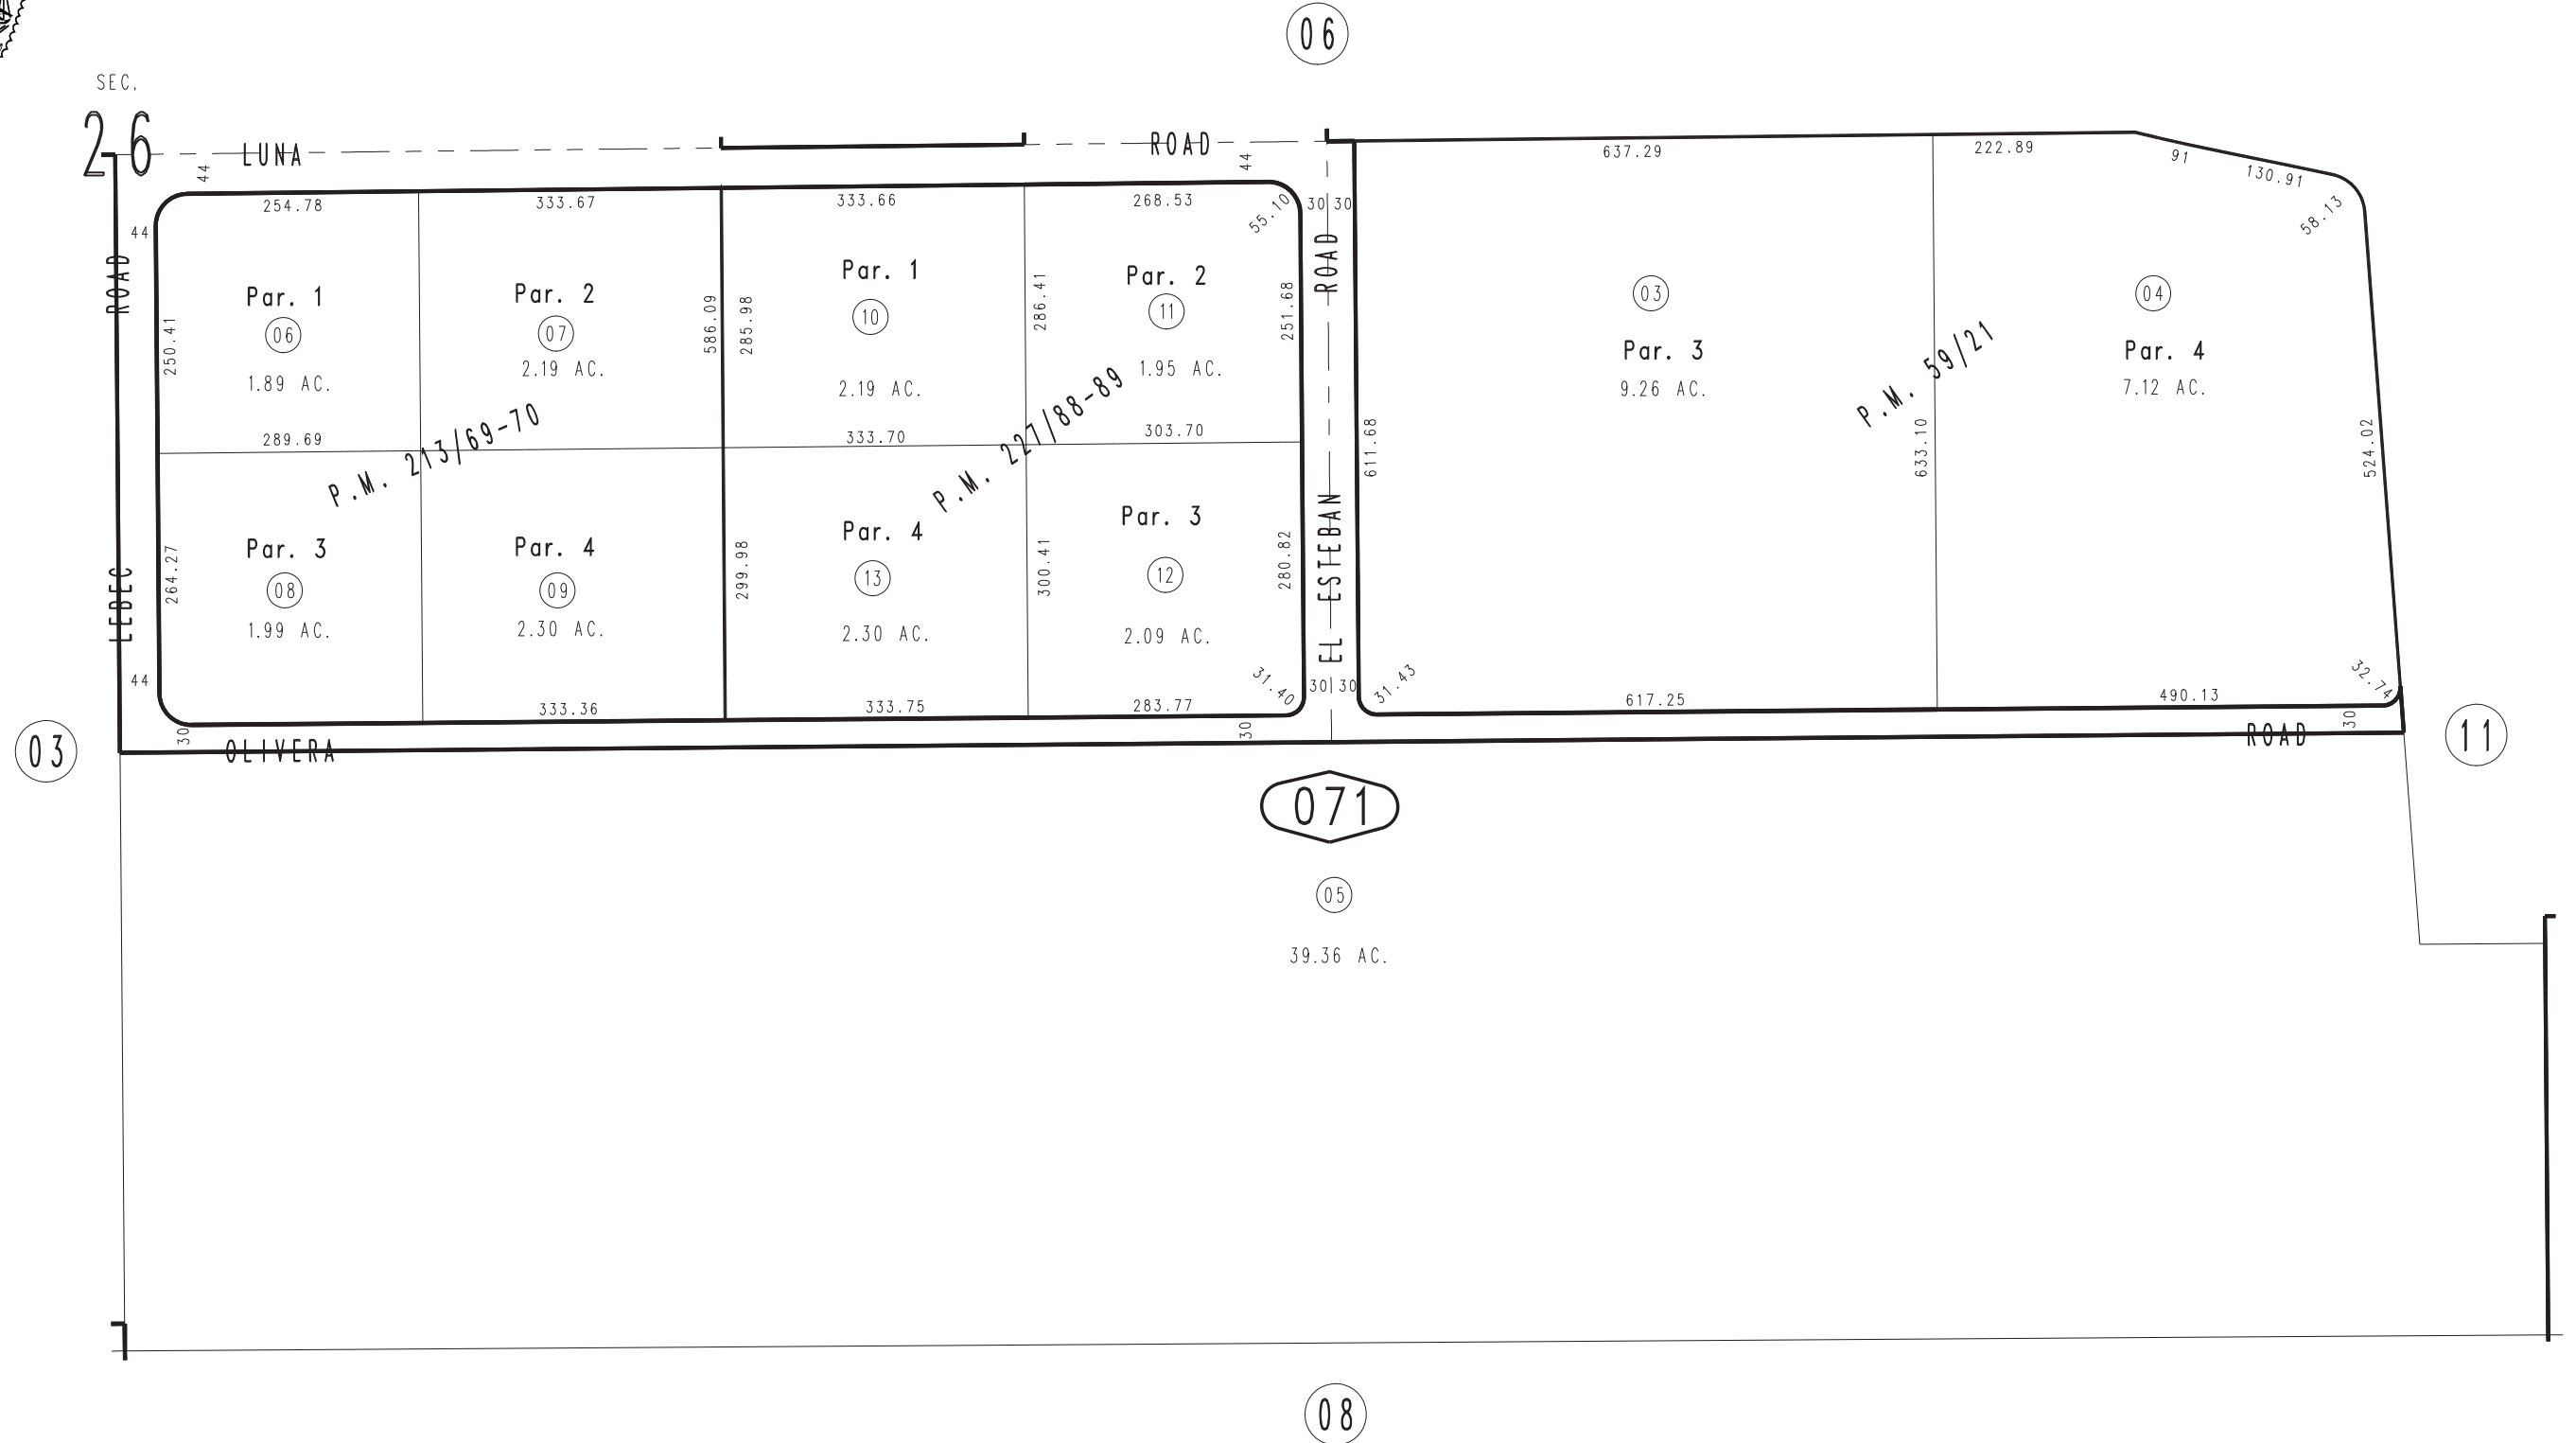 06
SEC.
26
LUNA ROAD
44
44
637.29
222.89
91
130.91
58.13
254.78
333.67
333.66
268.53
55.10
30 30
44
ROAD
LEBEC
Par. 1
06
1.89 AC.
250.41
289.69
Par. 2
07
2.19 AC.
586.09
285.98
Par. 1
10
2.19 AC.
333.70
286.41
Par. 2
11
1.95 AC.
251.68
303.70
ROAD
EL ESTEBAN
03
Par. 3
9.26 AC.
611.68
633.10
P.M. 59/21
04
Par. 4
7.12 AC.
524.02
P.M. 213/69-70
P.M. 227/88-89
Par. 3
08
1.99 AC.
264.27
Par. 4
09
2.30 AC.
299.98
Par. 4
13
2.30 AC.
300.41
Par. 3
12
2.09 AC.
280.82
44
333.36
333.75
283.77
31.40
30 30
31.43
617.25
490.13
32.74
30
30
30
OLIVERA ROAD
03
11
071
05
39.36 AC.
08